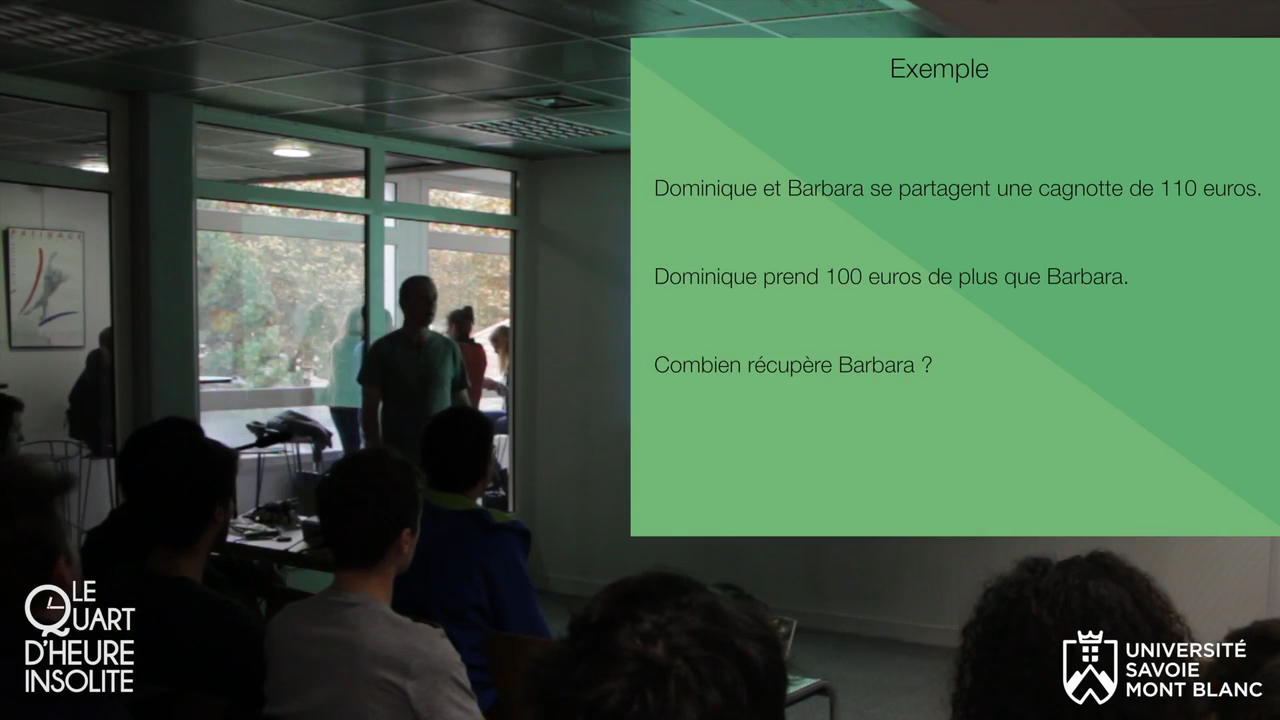 Exemple
Dominique et Barbara se partagent une cagnotte de 110 euros.
Dominique prend 100 euros de plus que Barbara.
Combien récupère Barbara ?
LE
QUART
D'HEURE
INSOLITE
UNIVERSITÉ
SAVOIE
MONT BLANC